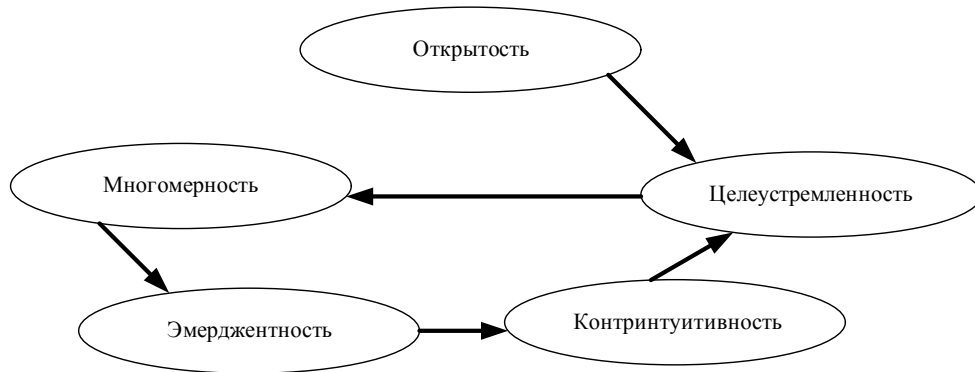 Открытость
Многомерность
Целеустремленность
Эмерджентность
Контринтуитивность